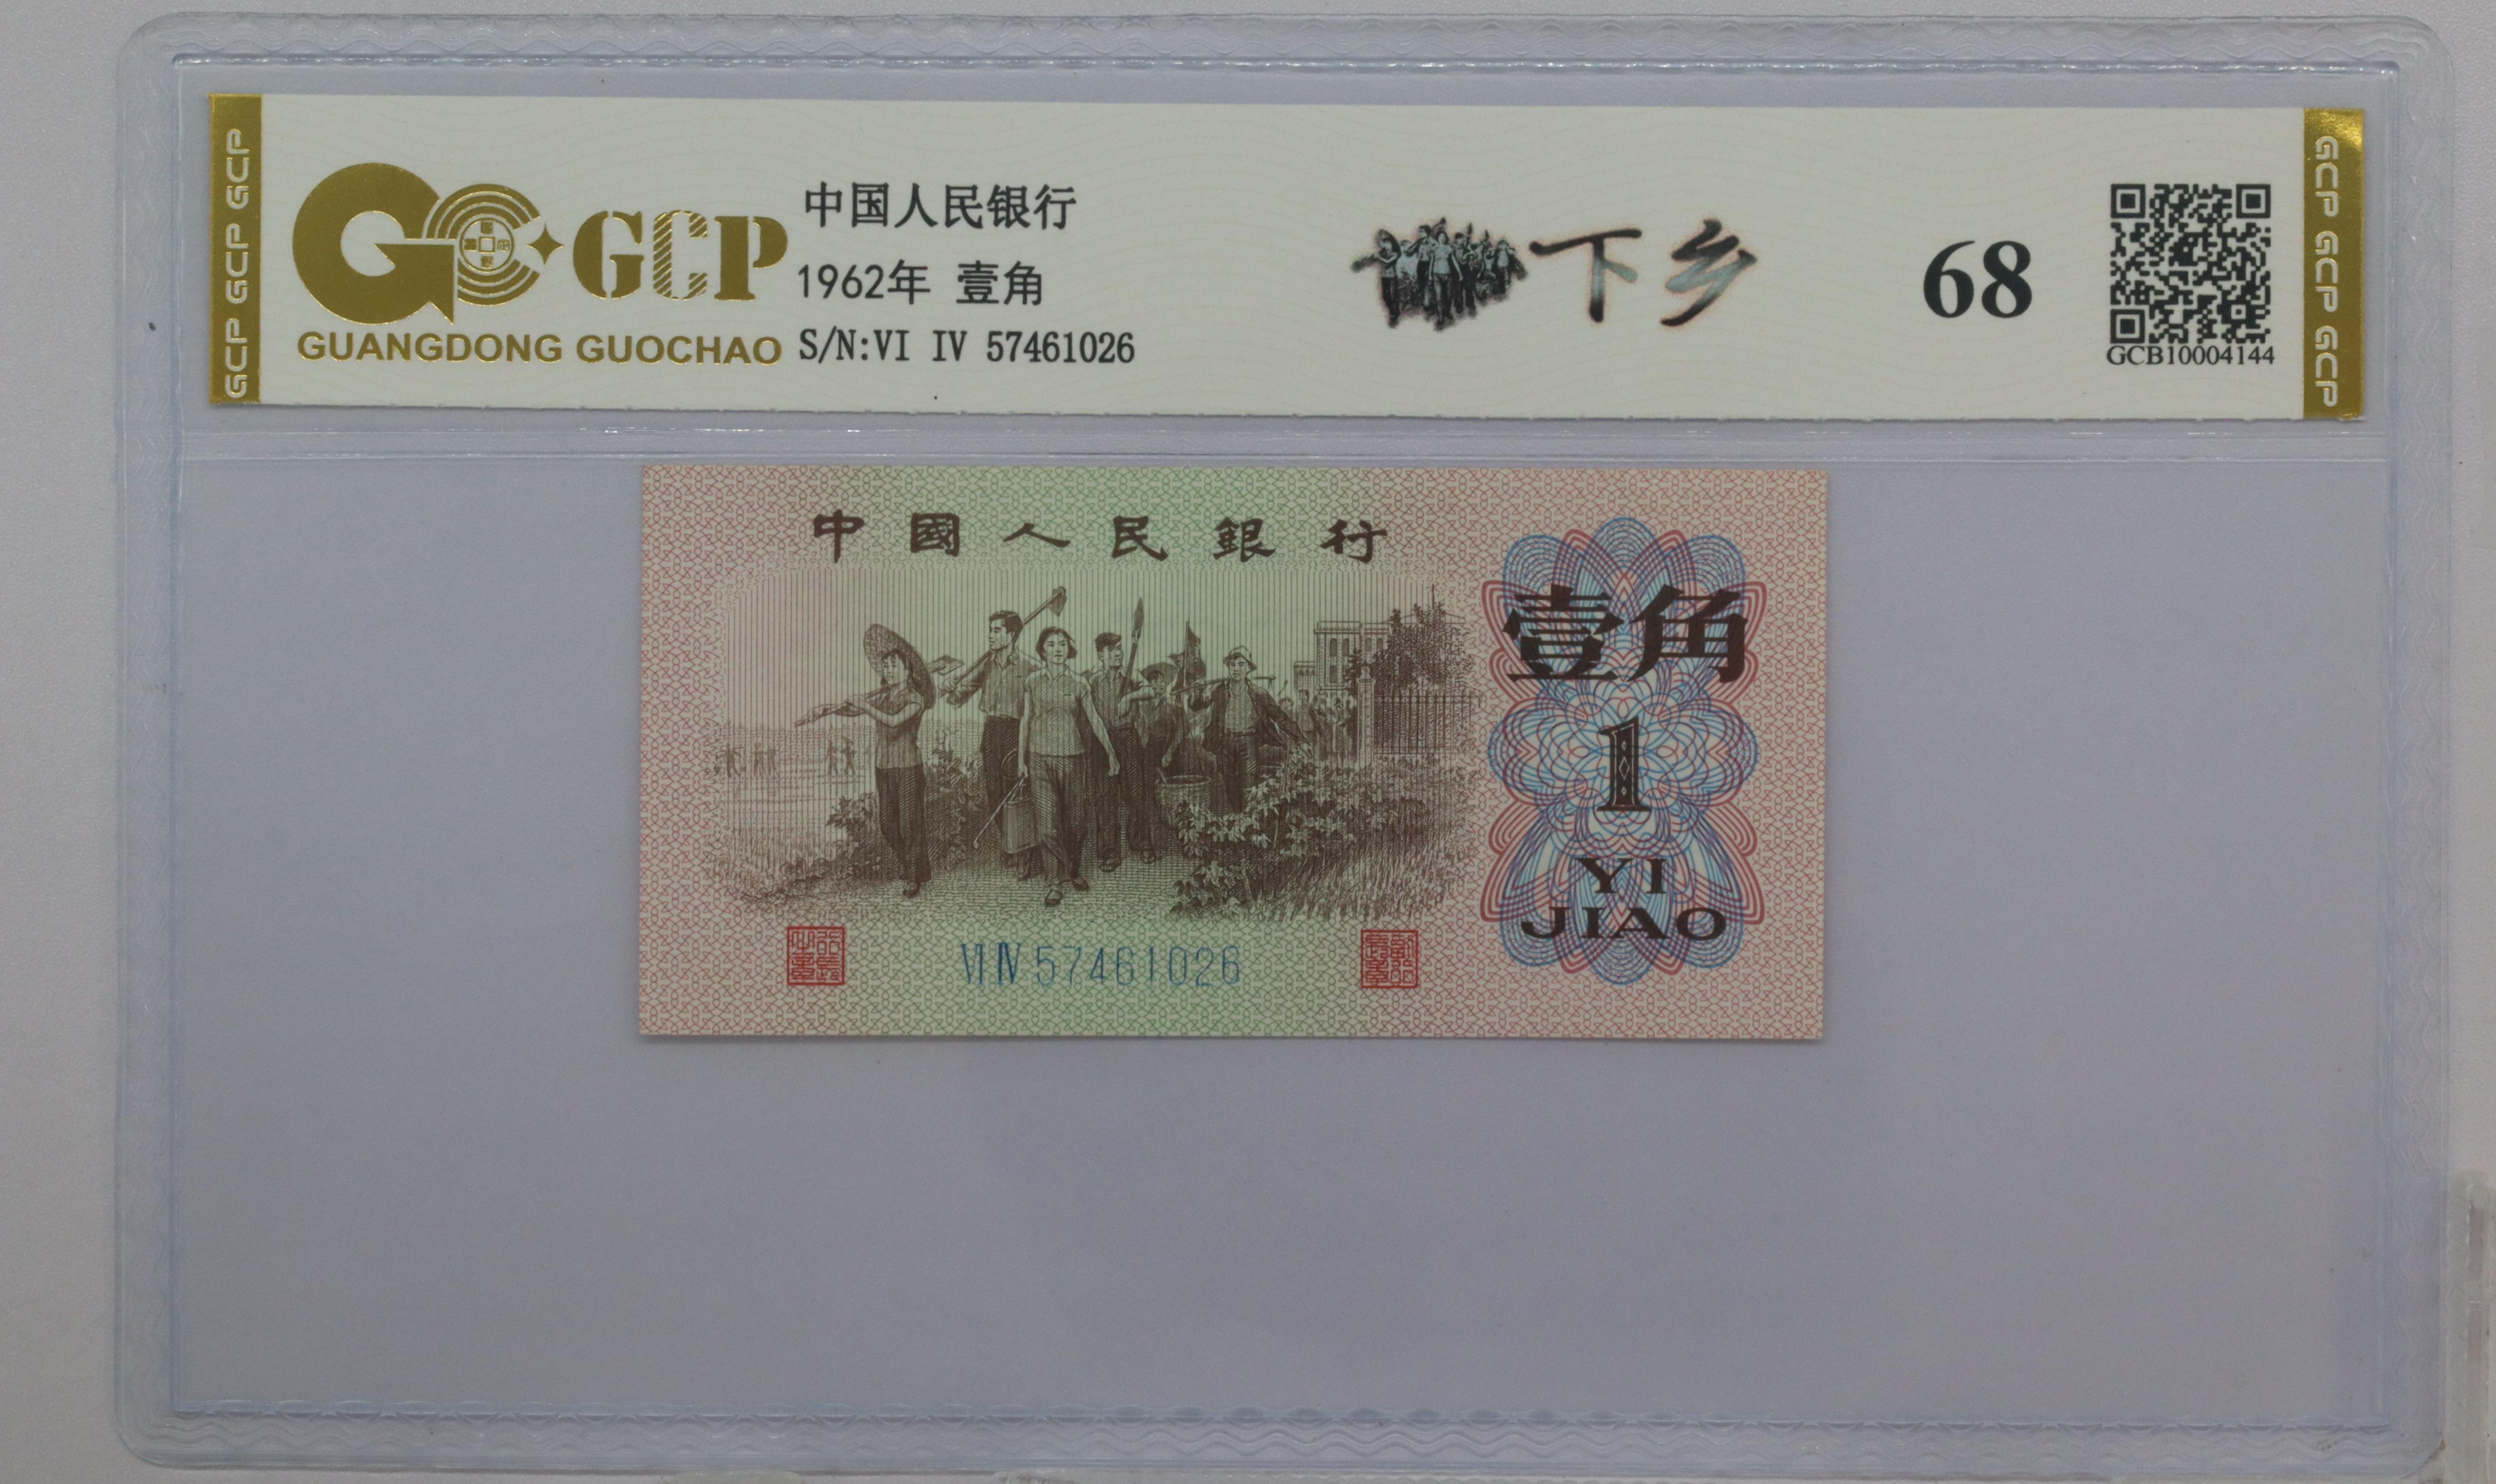 GCP GCP GCP
GCP
GUANGDONG GUOCHAO
中国人民银行
1962年 壹角
S/N:VI IV 57461026
下乡
68
GCB10004144
GCP GCP GCP
中國人民銀行
壹角
1
YI
JIAO
VI IV 57461026